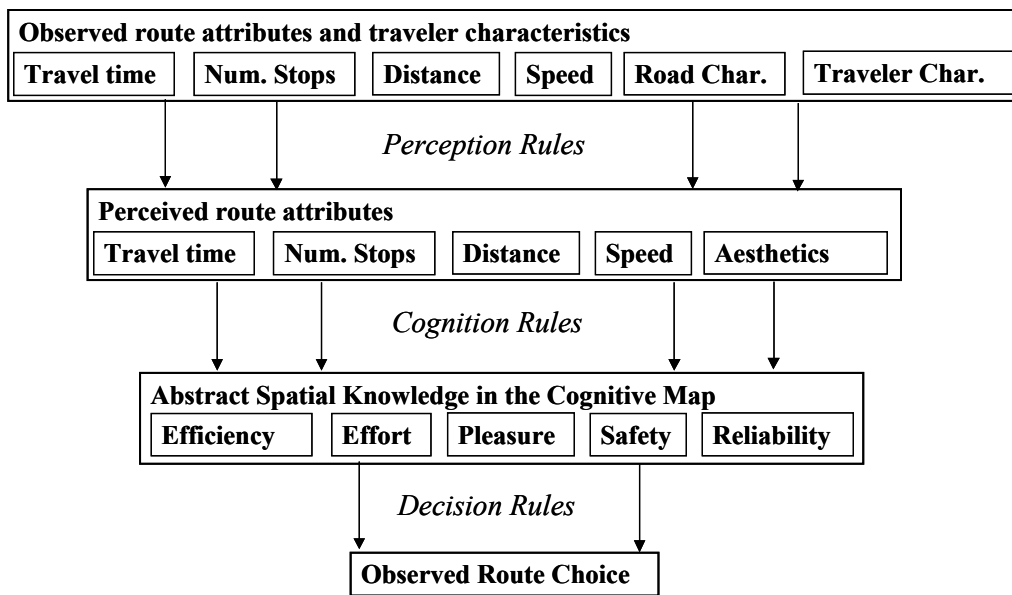 Observed route attributes and traveler characteristics
Travel time Num. Stops Distance Speed Road Char. Traveler Char.
Perception Rules
Perceived route attributes
Travel time Num. Stops Distance Speed Aesthetics
Cognition Rules
Abstract Spatial Knowledge in the Cognitive Map
Efficiency Effort Pleasure Safety Reliability
Decision Rules
Observed Route Choice